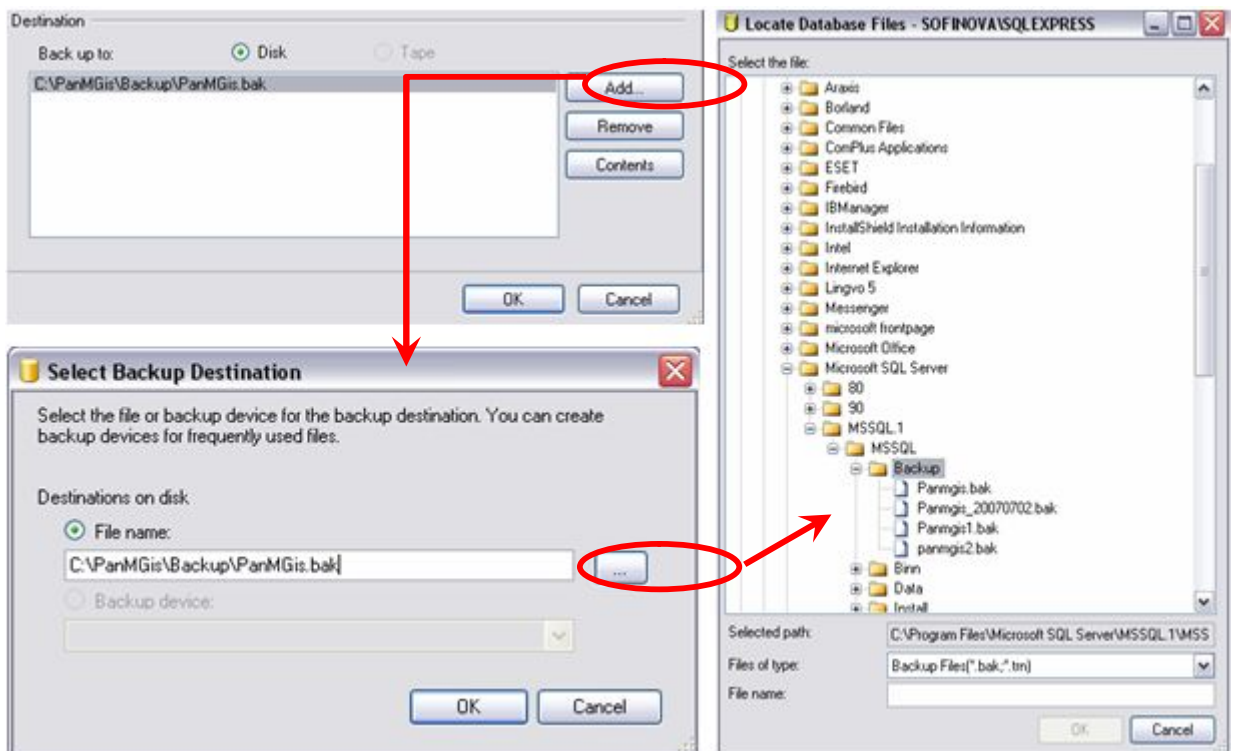 Destination
Back up to:
Disk
Tape
C:\PanMGis\Backup\PanMGis.bak
Add...
Remove
Contents
OK
Cancel
Select Backup Destination
Select the file or backup device for the backup destination. You can create
backup devices for frequently used files.
Destinations on disk
File name:
C:\PanMGis\Backup\PanMGis.bak
...
Backup device:
OK
Cancel
Locate Database Files - SOFINOVA\SQLEXPRESS
Select the file:
Araxis
Borland
Common Files
ComPlus Applications
ESET
Firebird
IBManager
InstallShield Installation Information
Intel
Internet Explorer
Lingvo 5
Messenger
microsoft frontpage
Microsoft Office
Microsoft SQL Server
80
90
MSSQL.1
MSSQL
Backup
Panmgis.bak
Panmgis_20070702.bak
Panmgis1.bak
panmgis2.bak
Binn
Data
Install
Selected path:
C:\Program Files\Microsoft SQL Server\MSSQL.1\MSS
Files of type:
Backup Files(*.bak;*.trn)
File name:
OK
Cancel